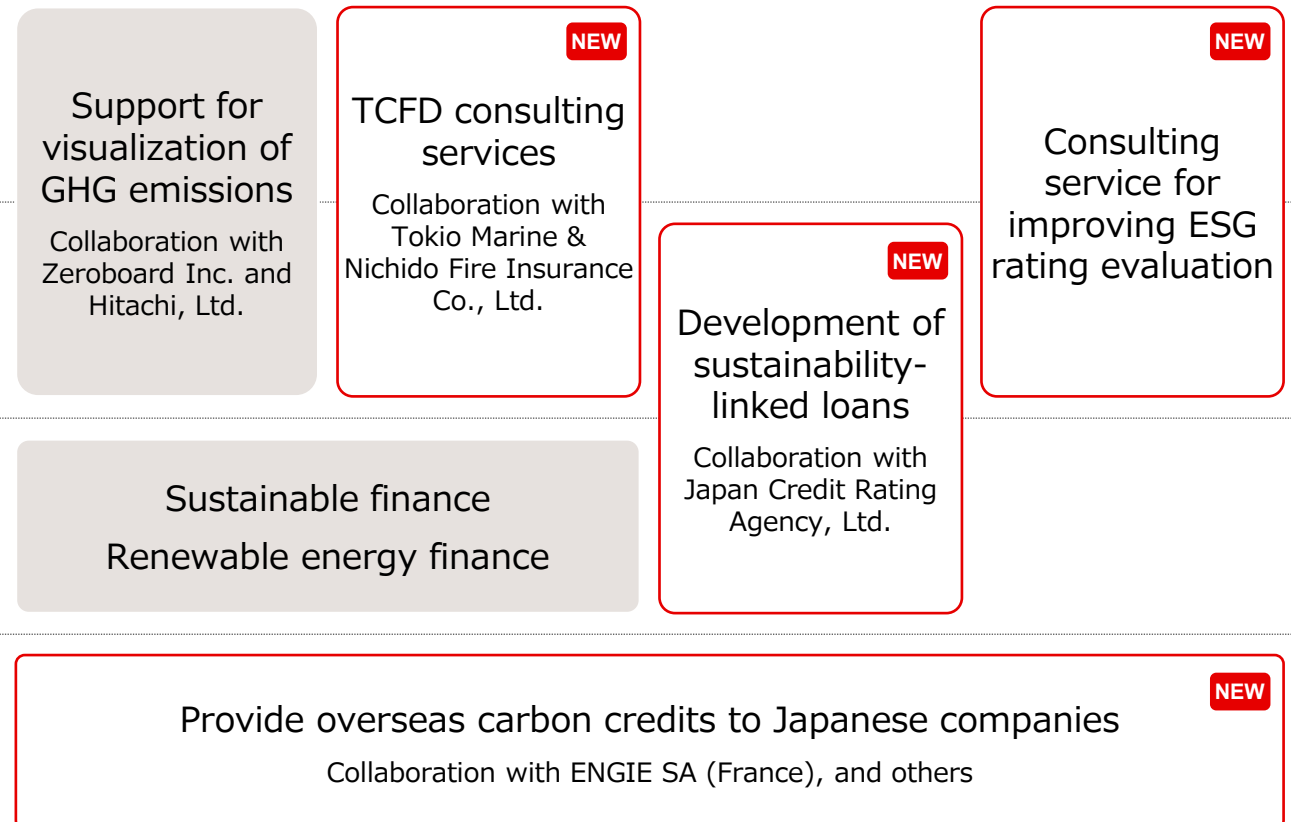 Support for
visualization of
GHG emissions
Collaboration with
Zeroboard Inc. and
Hitachi, Ltd.
NEW
TCFD consulting
services
Collaboration with
Tokio Marine &
Nichido Fire Insurance
Co., Ltd.
NEW
Development of
sustainability-
linked loans
Collaboration with
Japan Credit Rating
Agency, Ltd.
NEW
Consulting
service for
improving ESG
rating evaluation
Sustainable finance
Renewable energy finance
NEW
Provide overseas carbon credits to Japanese companies
Collaboration with ENGIE SA (France), and others